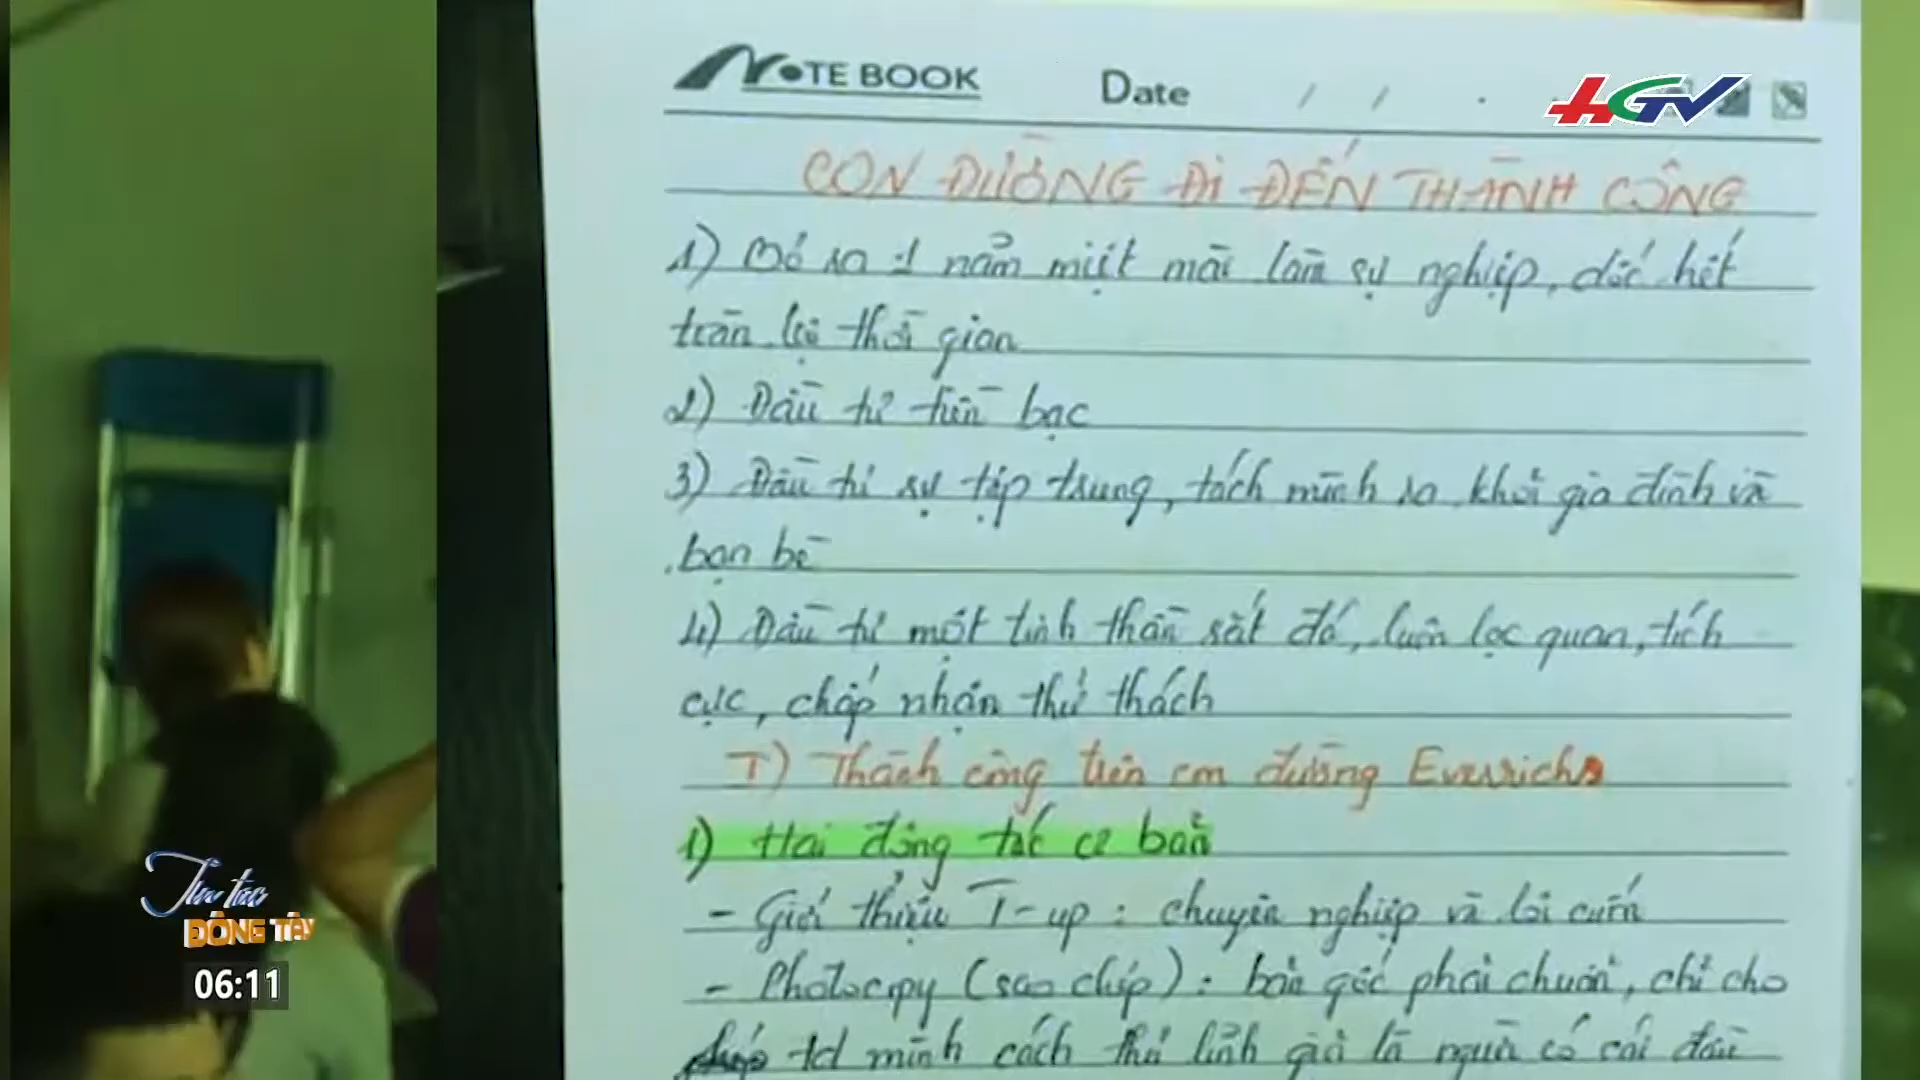 NOTE BOOK Date / /
HGV
CON ĐƯỜNG ĐI ĐẾN THÀNH CÔNG
1) Bỏ ra 1 năm miệt mài làm sự nghiệp, dốc hết
toàn bộ thời gian
2) Đầu tư tiền bạc
3) Đầu tư sự tập trung, tách mình ra khỏi gia đình và
bạn bè
4) Đầu tư một tinh thần sắt đá, luôn lạc quan, tích
cực, chấp nhận thử thách
I) Thành công trên con đường Everrichs
1) Hai động tác cơ bản
- Giới thiệu T-up: chuyên nghiệp và lôi cuốn
- Photocopy (sao chép): bản gốc phải chuẩn, chỉ cho
mình cách thủ lĩnh giỏi là người có cái đầu
Tin tức
ĐÔNG TÂY
06:11